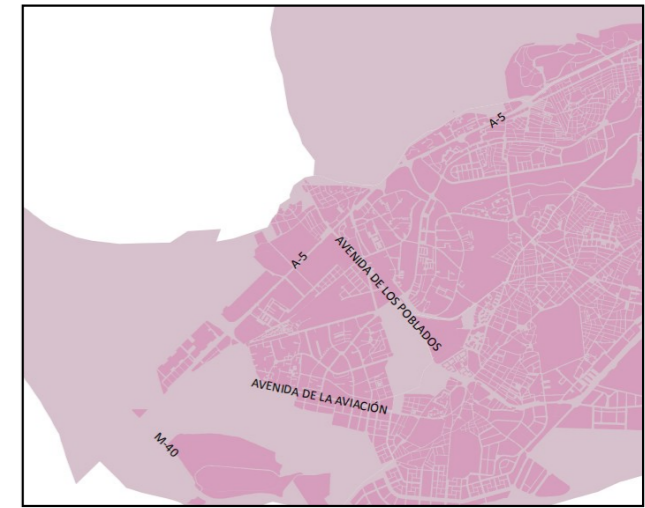 A-5
AVENIDA DE LOS POBLADOS
A-5
AVENIDA DE LA AVIACIÓN
M-40